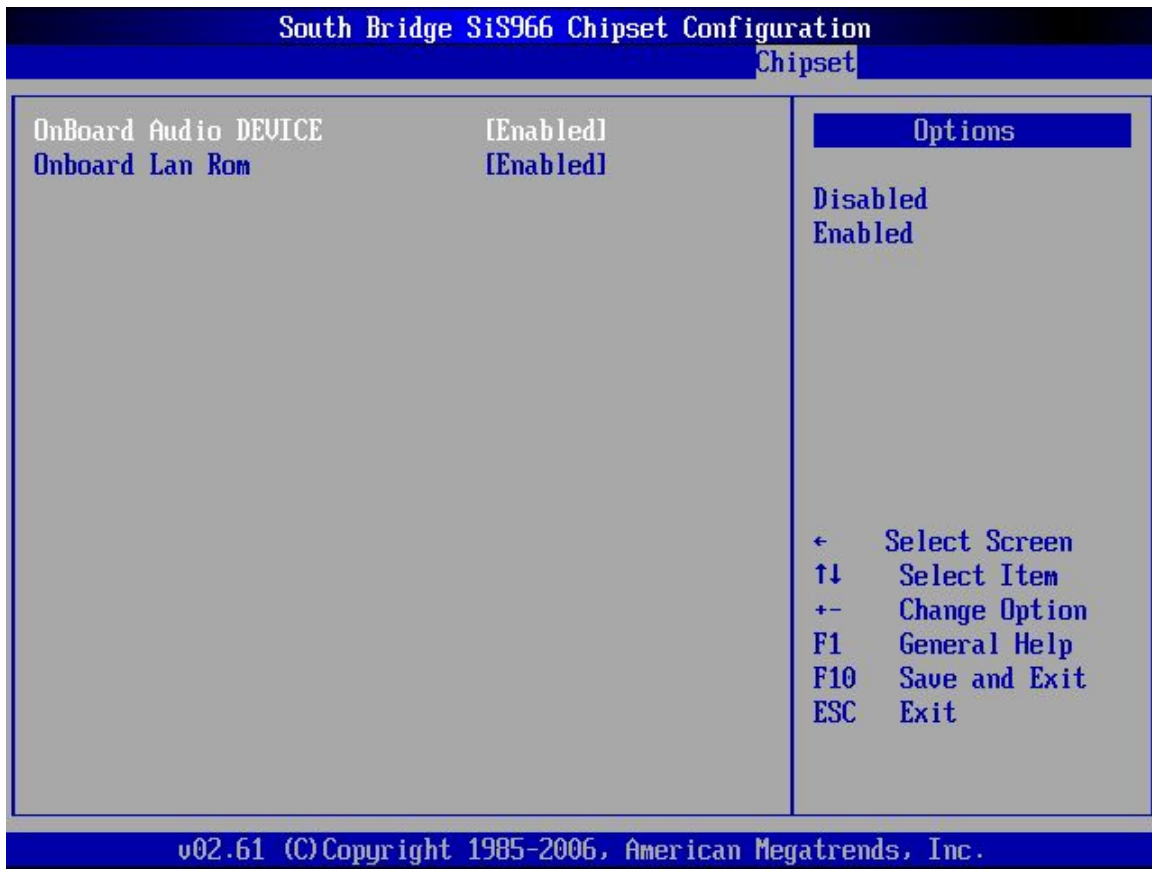 South Bridge SiS966 Chipset Configuration
Chipset
OnBoard Audio DEVICE [Enabled]
Onboard Lan Rom [Enabled]
Options
Disabled
Enabled
← Select Screen
↑↓ Select Item
+- Change Option
F1 General Help
F10 Save and Exit
ESC Exit
v02.61 (C)Copyright 1985-2006, American Megatrends, Inc.